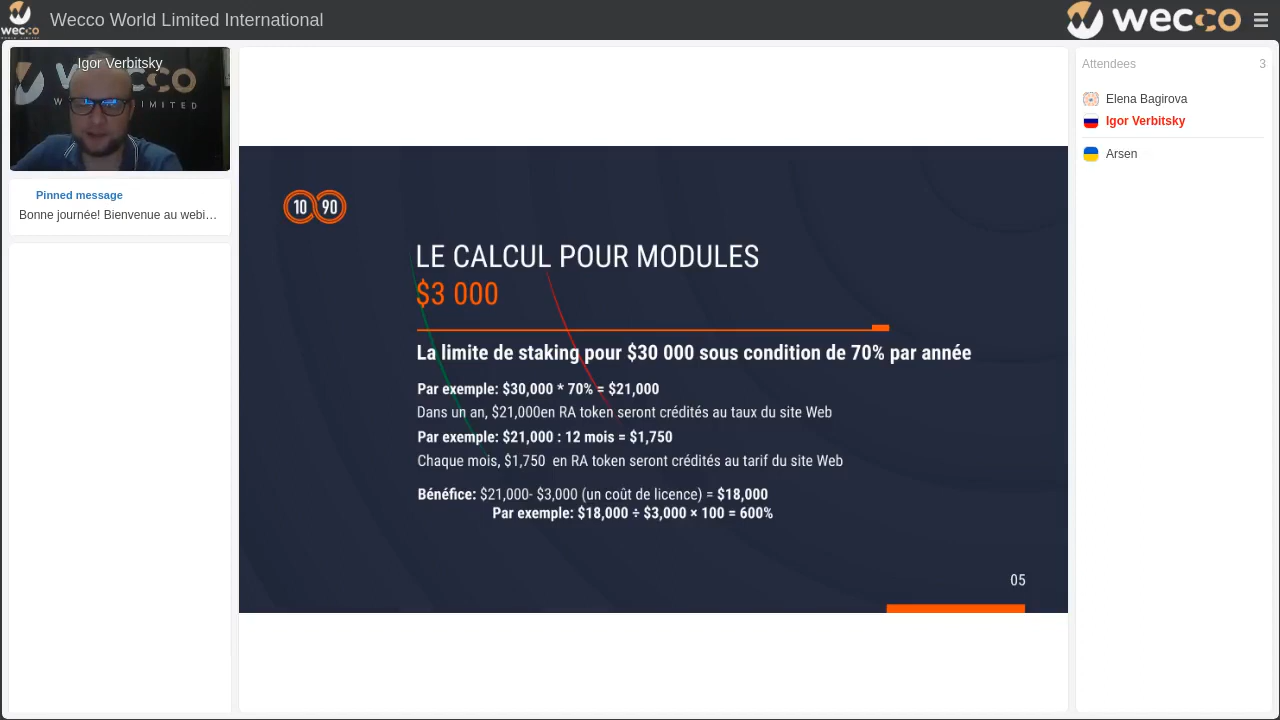 wecco
Wecco World Limited International
wecco
Igor Verbitsky
Pinned message
Bonne journée! Bienvenue au webi…
10 90
LE CALCUL POUR MODULES
$3 000
La limite de staking pour $30 000 sous condition de 70% par année
Par exemple: $30,000 * 70% = $21,000
Dans un an, $21,000en RA token seront crédités au taux du site Web
Par exemple: $21,000 : 12 mois = $1,750
Chaque mois, $1,750  en RA token seront crédités au tarif du site Web
Bénéfice: $21,000- $3,000 (un coût de licence) = $18,000
Par exemple: $18,000 ÷ $3,000 × 100 = 600%
05
Attendees 3
Elena Bagirova
Igor Verbitsky
Arsen